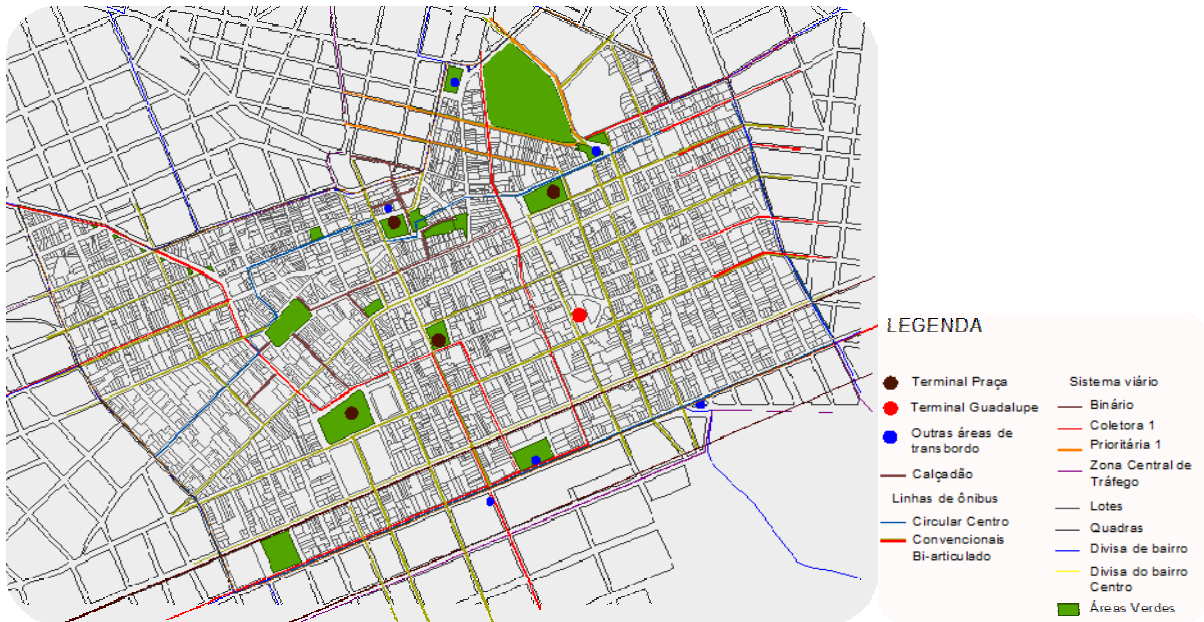 LEGENDA
Terminal Praça
Terminal Guadalupe
Outras áreas de
transbordo
Calçadão
Linhas de ônibus
Circular Centro
Convencionais
Bi-articulado
Sistema viário
Binário
Coletora 1
Prioritária 1
Zona Central de
Tráfego
Lotes
Quadras
Divisa de bairro
Divisa do bairro
Centro
Áreas Verdes